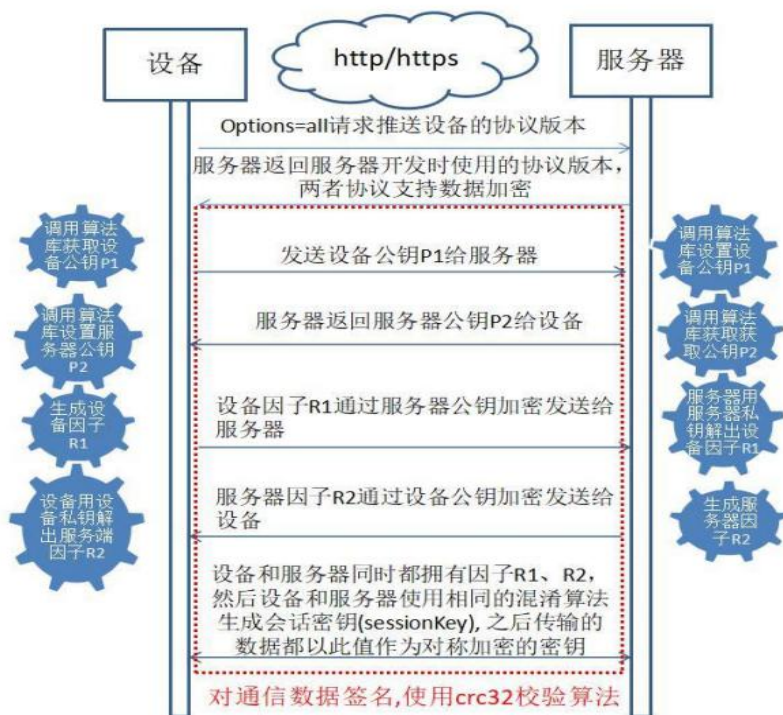 设备
http/https
服务器
Options=all请求推送设备的协议版本
服务器返回服务器开发时使用的协议版本，
两者协议支持数据加密
调用算法
库获取设
备公钥P1
发送设备公钥P1给服务器
调用算法
库设置设
备公钥P1
调用算法
库设置服
务器公钥
P2
服务器返回服务器公钥P2给设备
调用算法
库获取获
取公钥P2
生成设
备因子
R1
设备因子R1通过服务器公钥加密发送给
服务器
服务器用
服务器私
钥解出设
备因子R1
设备用设
备私钥解
出服务端
因子R2
服务器因子R2通过设备公钥加密发送给
设备
生成服
务器因
子R2
设备和服务器同时都拥有因子R1、R2，
然后设备和服务器使用相同的混淆算法
生成会话密钥(sessionKey), 之后传输的
数据都以此值作为对称加密的密钥
对通信数据签名,使用crc32校验算法